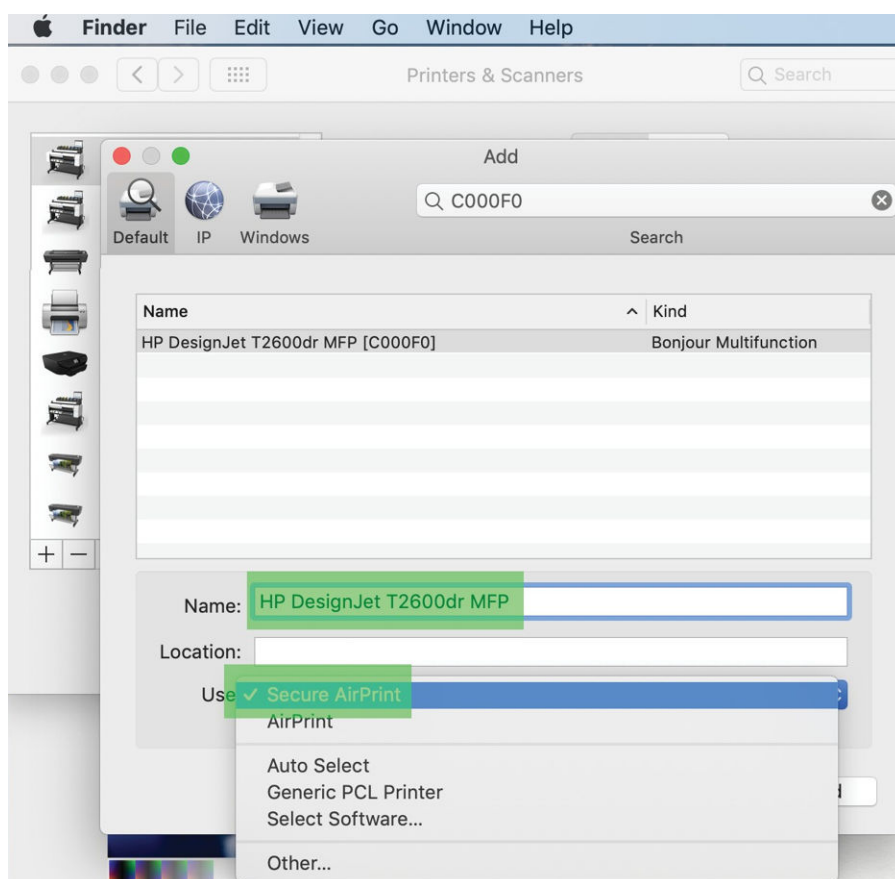 Finder File Edit View Go Window Help
Printers & Scanners
Search
Add
C000F0
Default IP Windows
Search
Name Kind
HP DesignJet T2600dr MFP [C000F0] Bonjour Multifunction
Name: HP DesignJet T2600dr MFP
Location:
Use ✓ Secure AirPrint
AirPrint
Auto Select
Generic PCL Printer
Select Software...
Other...